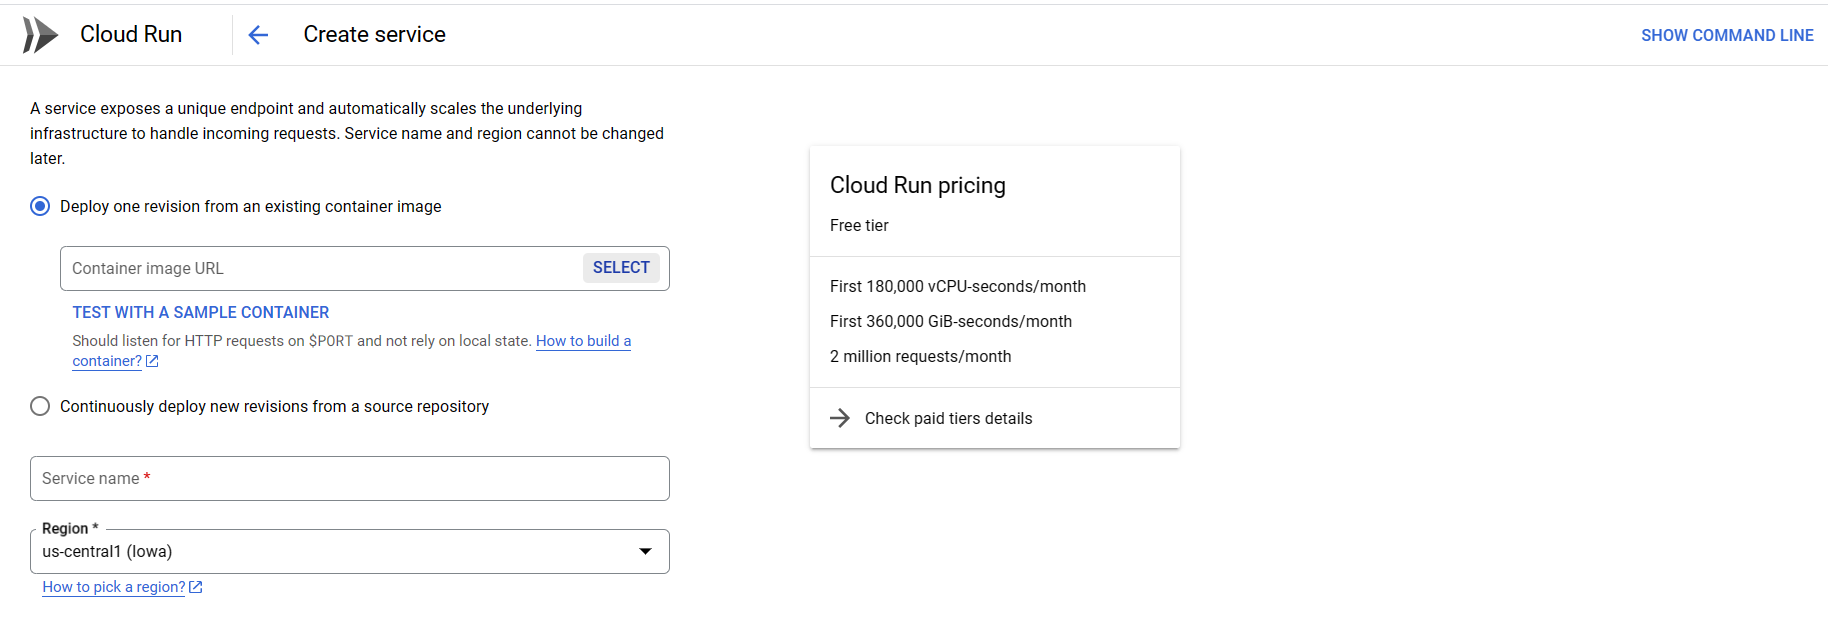 Cloud Run
Create service
SHOW COMMAND LINE
A service exposes a unique endpoint and automatically scales the underlying
infrastructure to handle incoming requests. Service name and region cannot be changed
later.
Deploy one revision from an existing container image
Container image URL
SELECT
TEST WITH A SAMPLE CONTAINER
Should listen for HTTP requests on $PORT and not rely on local state. How to build a
container?
Continuously deploy new revisions from a source repository
Service name *
Region *
us-central1 (Iowa)
How to pick a region?
Cloud Run pricing
Free tier
First 180,000 vCPU-seconds/month
First 360,000 GiB-seconds/month
2 million requests/month
Check paid tiers details